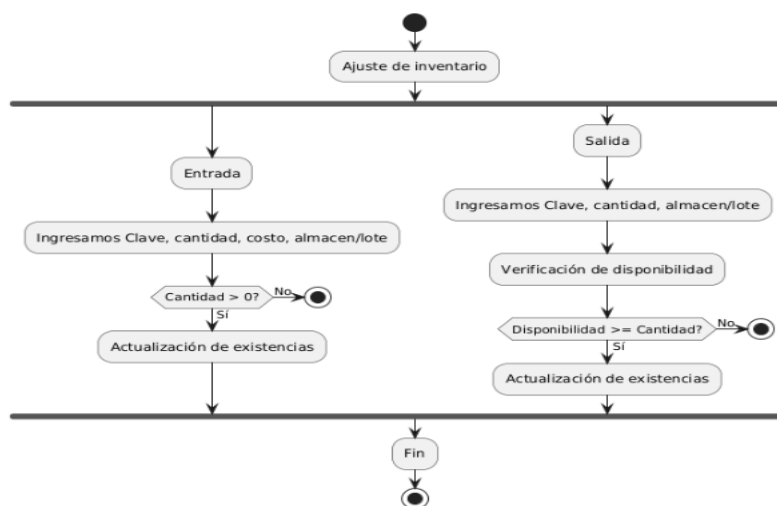 Ajuste de inventario
Entrada
Ingresamos Clave, cantidad, costo, almacen/lote
Cantidad > 0?
No
Sí
Actualización de existencias
Salida
Ingresamos Clave, cantidad, almacen/lote
Verificación de disponibilidad
Disponibilidad >= Cantidad?
No
Sí
Actualización de existencias
Fin